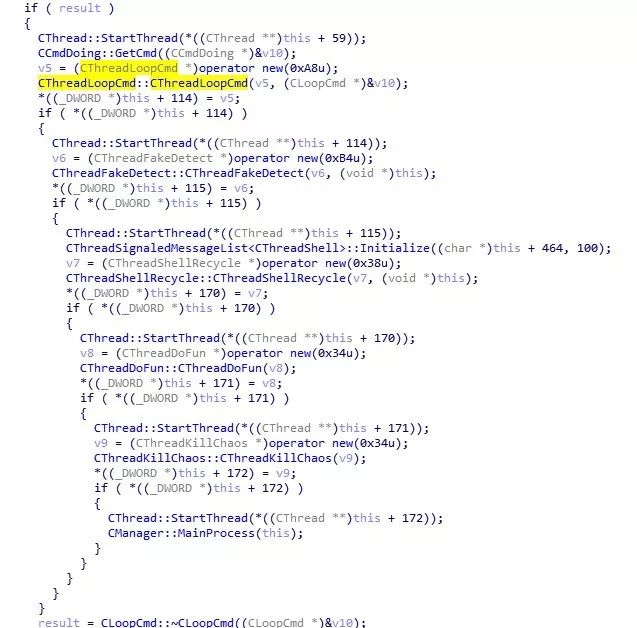 if ( result )
{
CThread::StartThread(*((CThread **)this + 59));
CCmdDoing::GetCmd((CCmdDoing *)&v10);
v5 = (CThreadLoopCmd *)operator new(0xA8u);
CThreadLoopCmd::CThreadLoopCmd(v5, (CLoopCmd *)&v10);
*((_DWORD *)this + 114) = v5;
if ( *((_DWORD *)this + 114) )
{
CThread::StartThread(*((CThread **)this + 114));
v6 = (CThreadFakeDetect *)operator new(0xB4u);
CThreadFakeDetect::CThreadFakeDetect(v6, (void *)this);
*((_DWORD *)this + 115) = v6;
if ( *((_DWORD *)this + 115) )
{
CThread::StartThread(*((CThread **)this + 115));
CThreadSignaledMessageList<CThreadShell>::Initialize((char *)this + 464, 100);
v7 = (CThreadShellRecycle *)operator new(0x38u);
CThreadShellRecycle::CThreadShellRecycle(v7, (void *)this);
*((_DWORD *)this + 170) = v7;
if ( *((_DWORD *)this + 170) )
{
CThread::StartThread(*((CThread **)this + 170));
v8 = (CThreadDoFun *)operator new(0x34u);
CThreadDoFun::CThreadDoFun(v8);
*((_DWORD *)this + 171) = v8;
if ( *((_DWORD *)this + 171) )
{
CThread::StartThread(*((CThread **)this + 171));
v9 = (CThreadKillChaos *)operator new(0x34u);
CThreadKillChaos::CThreadKillChaos(v9);
*((_DWORD *)this + 172) = v9;
if ( *((_DWORD *)this + 172) )
{
CThread::StartThread(*((CThread **)this + 172));
CManager::MainProcess(this);
}
}
}
}
}
result = CLoopCmd::~CLoopCmd((CLoopCmd *)&v10);